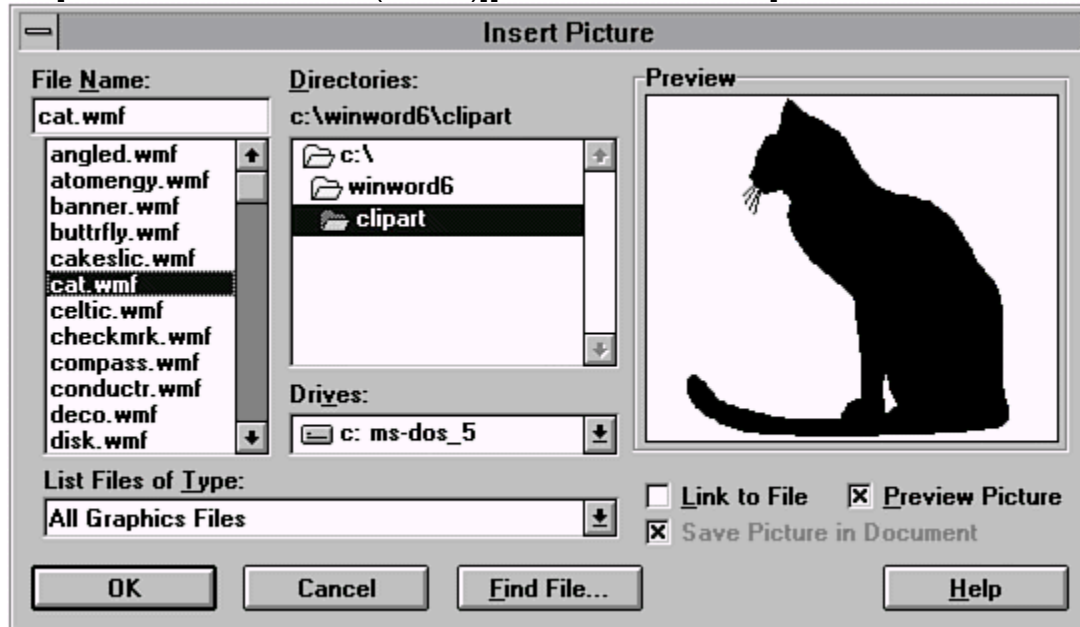 Insert Picture
File Name:
cat.wmf
angled.wmf
atomengy.wmf
banner.wmf
buttrfly.wmf
cakeslic.wmf
cat.wmf
celtic.wmf
checkmrk.wmf
compass.wmf
conductr.wmf
deco.wmf
disk.wmf
List Files of Type:
All Graphics Files
Directories:
c:\winword6\clipart
c:\
winword6
clipart
Drives:
c: ms-dos_5
Preview
Link to File
Preview Picture
Save Picture in Document
OK
Cancel
Find File...
Help